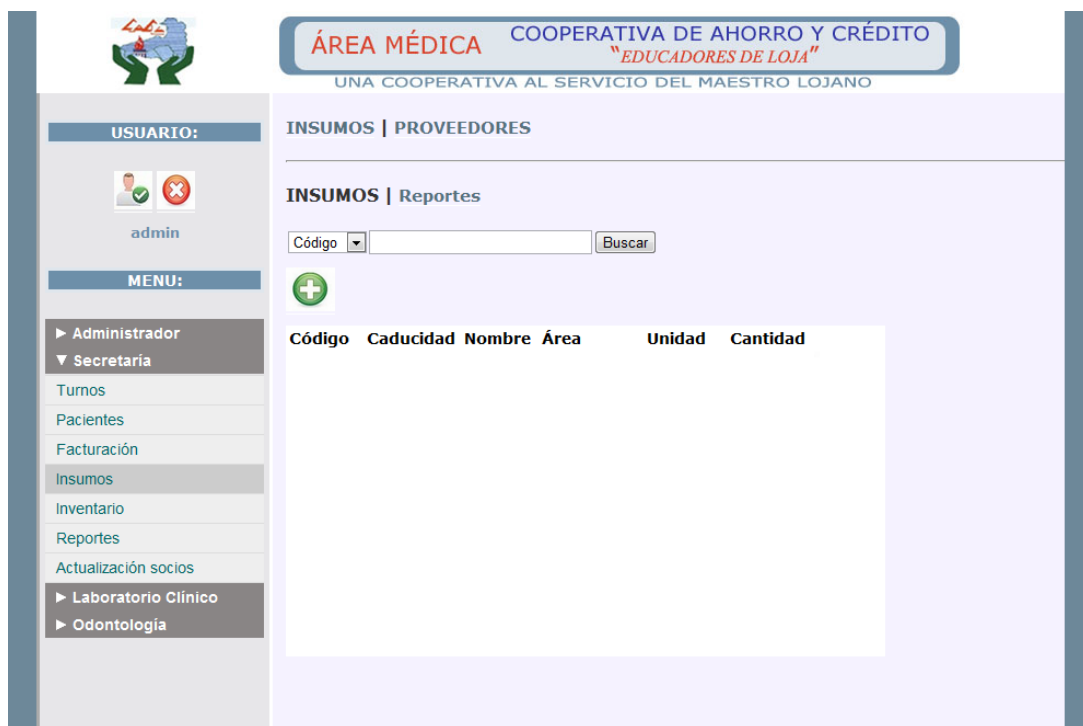 ÁREA MÉDICA
COOPERATIVA DE AHORRO Y CRÉDITO
"EDUCADORES DE LOJA"
UNA COOPERATIVA AL SERVICIO DEL MAESTRO LOJANO
USUARIO:
admin
MENU:
► Administrador
▼ Secretaría
Turnos
Pacientes
Facturación
Insumos
Inventario
Reportes
Actualización socios
► Laboratorio Clínico
► Odontología
INSUMOS | PROVEEDORES
INSUMOS | Reportes
Código Buscar
Código Caducidad Nombre Área Unidad Cantidad